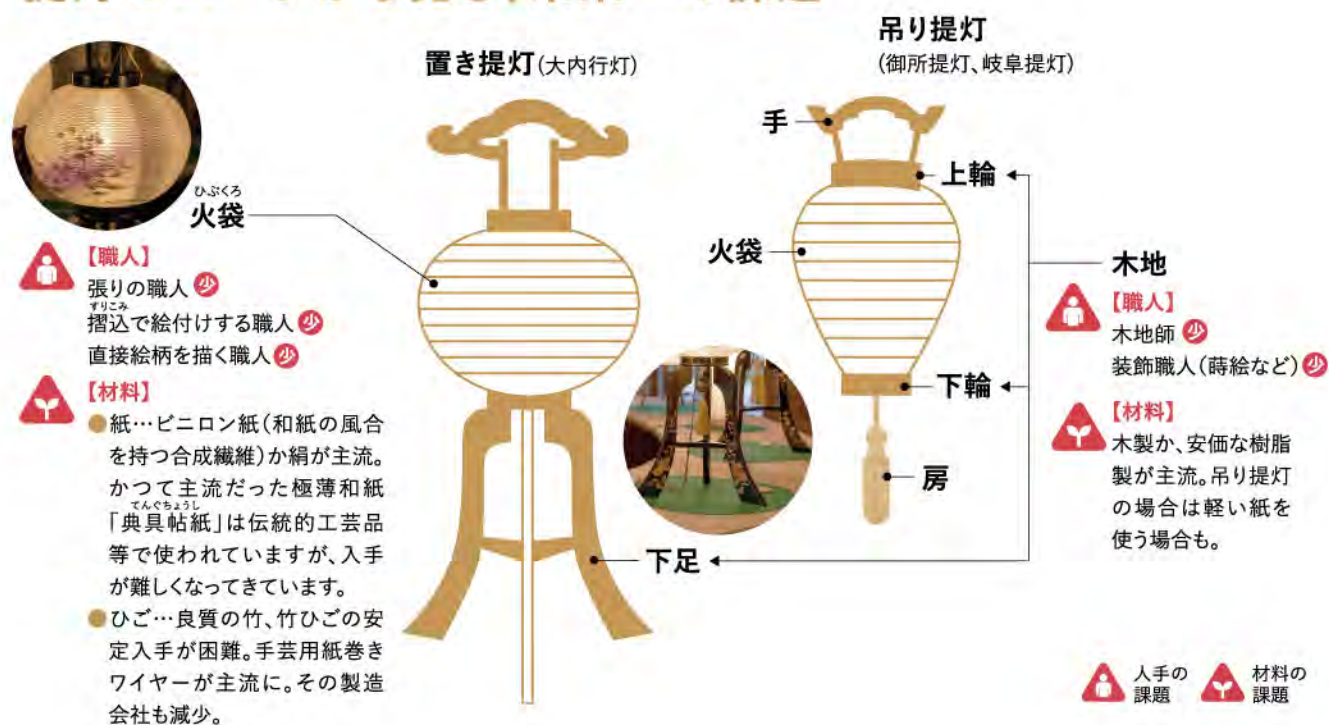 置き提灯(大内行灯)
吊り提灯
(御所提灯、岐阜提灯)
ひぶくろ
火袋
【職人】
張りの職人 少
すりこみ
摺込で絵付けする職人 少
直接絵柄を描く職人 少
【材料】
●紙…ビニロン紙(和紙の風合
を持つ合成繊維)か絹が主流。
かつて主流だった極薄和紙
てんぐちょうし
「典具帖紙」は伝統的工芸品
等で使われていますが、入手
が難しくなってきています。
●ひご…良質の竹、竹ひごの安
定入手が困難。手芸用紙巻き
ワイヤーが主流に。その製造
会社も減少。
手
上輪
火袋
下輪
房
下足
木地
【職人】
木地師 少
装飾職人(蒔絵など) 少
【材料】
木製か、安価な樹脂
製が主流。吊り提灯
の場合は軽い紙を
使う場合も。
人手の
課題
材料の
課題